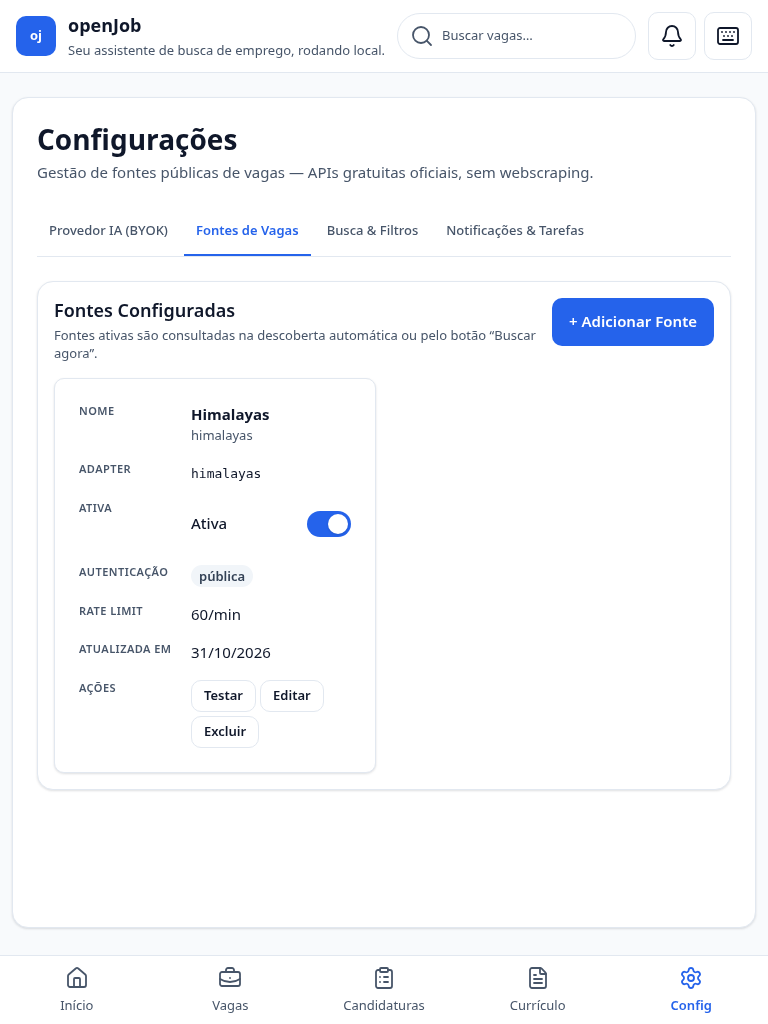 oj
openJob
Seu assistente de busca de emprego, rodando local.
Buscar vagas...
Configurações
Gestão de fontes públicas de vagas — APIs gratuitas oficiais, sem webscraping.
Provedor IA (BYOK)
Fontes de Vagas
Busca & Filtros
Notificações & Tarefas
Fontes Configuradas
Fontes ativas são consultadas na descoberta automática ou pelo botão “Buscar
agora”.
+ Adicionar Fonte
NOME
Himalayas
himalayas
ADAPTER
himalayas
ATIVA
Ativa
AUTENTICAÇÃO
pública
RATE LIMIT
60/min
ATUALIZADA EM
31/10/2026
AÇÕES
Testar
Editar
Excluir
Início
Vagas
Candidaturas
Currículo
Config